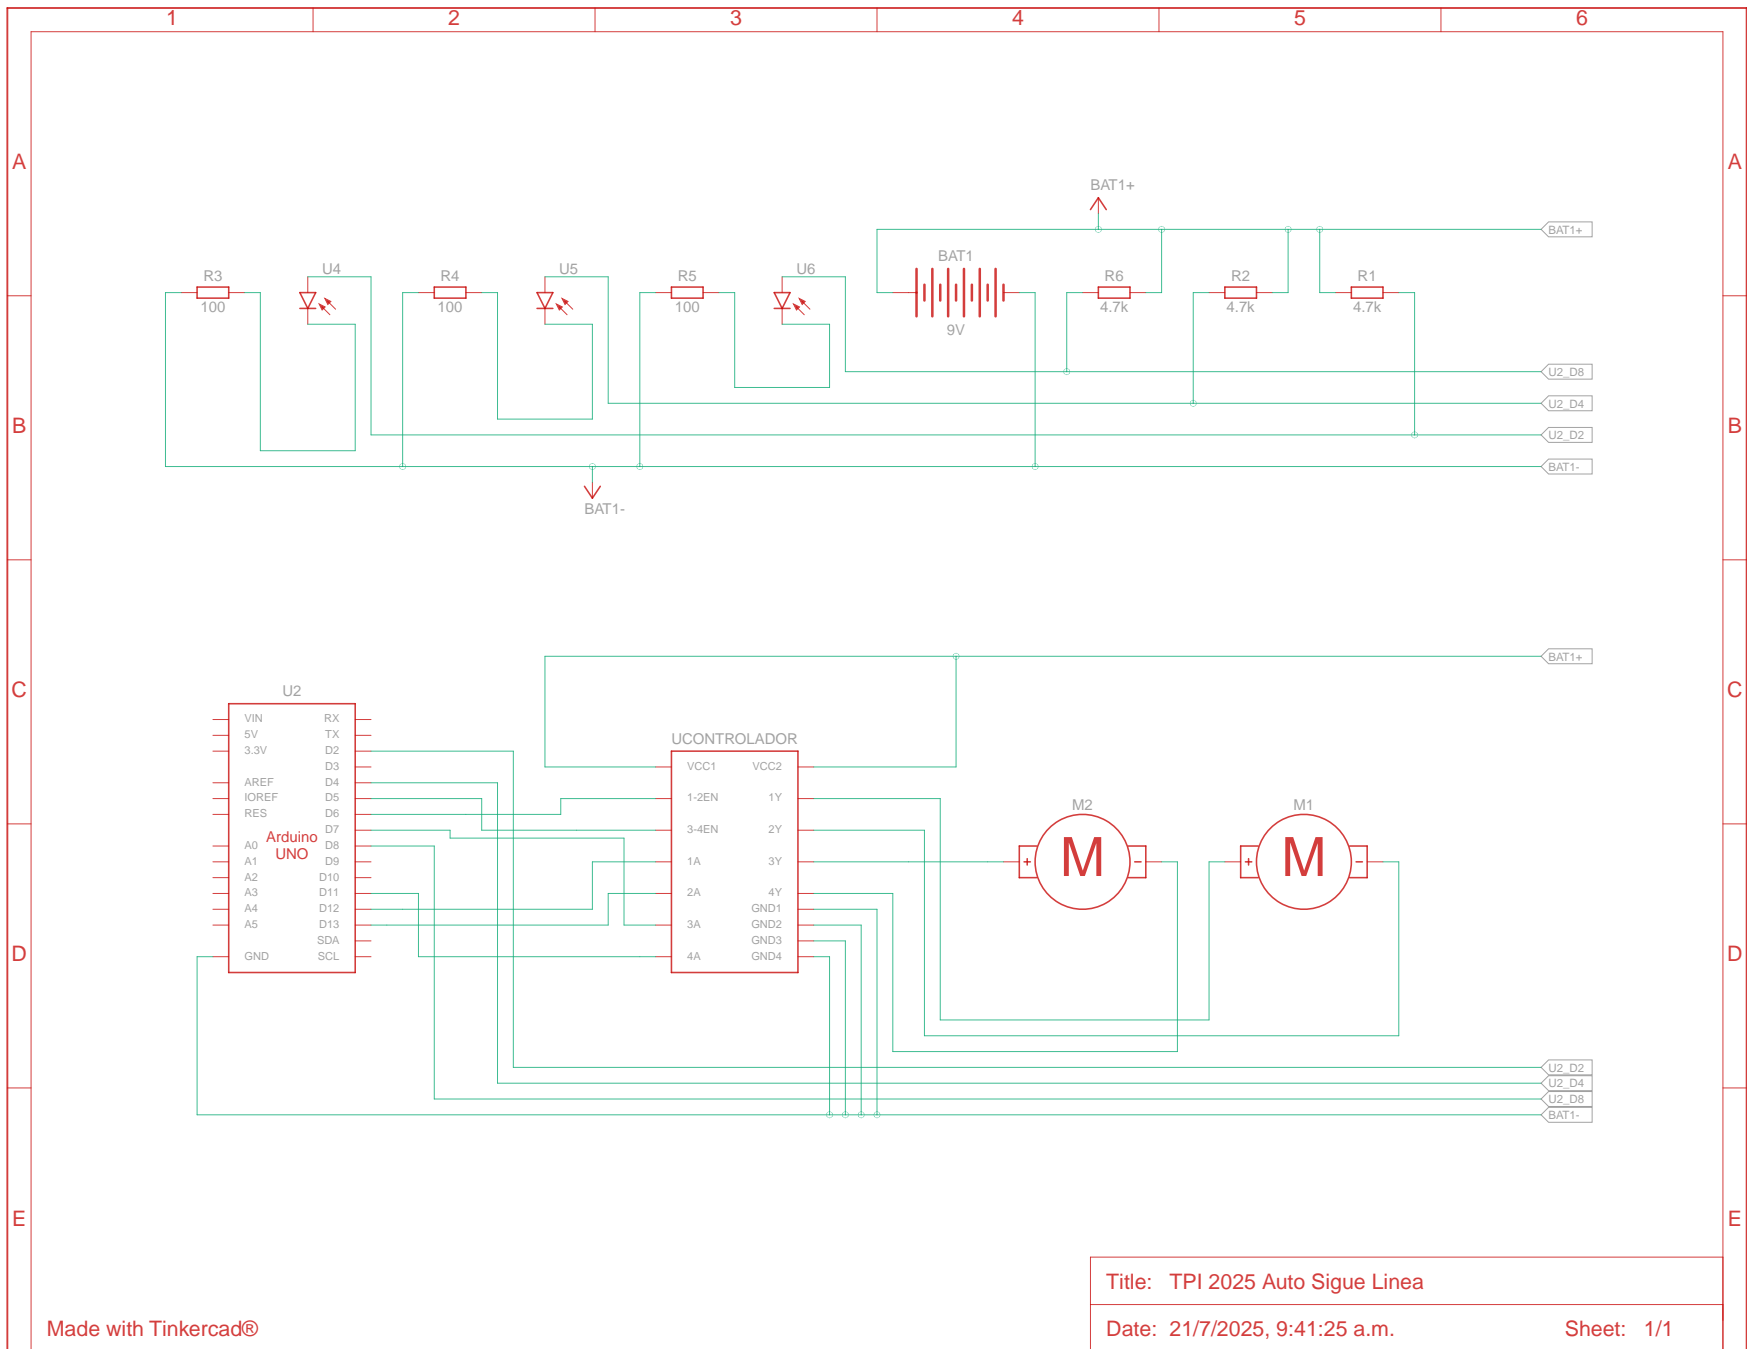 1 2 3 4 5 6
A A
BAT1+
BAT1+
R3 U4 R4 U5 R5 U6 BAT1 R6 R2 R1
100 100 100 9V 4.7k 4.7k 4.7k
U2_D8
U2_D4
B B
U2_D2
BAT1-
BAT1-
BAT1+
C C
U2
VIN RX
5V TX
3.3V D2
D3
AREF D4
IOREF D5
RES D6
D7
Arduino
UNO
A0 D8
A1 D9
A2 D10
A3 D11
A4 D12
A5 D13
SDA
GND SCL
UCONTROLADOR
VCC1 VCC2
1-2EN 1Y
3-4EN 2Y
1A 3Y
2A 4Y
GND1
3A GND2
GND3
4A GND4
M2 M1
+ M - + M -
D D
U2_D2
U2_D4
U2_D8
BAT1-
E E
Title: TPI 2025 Auto Sigue Linea
Made with Tinkercad®
Date: 21/7/2025, 9:41:25 a.m. Sheet: 1/1